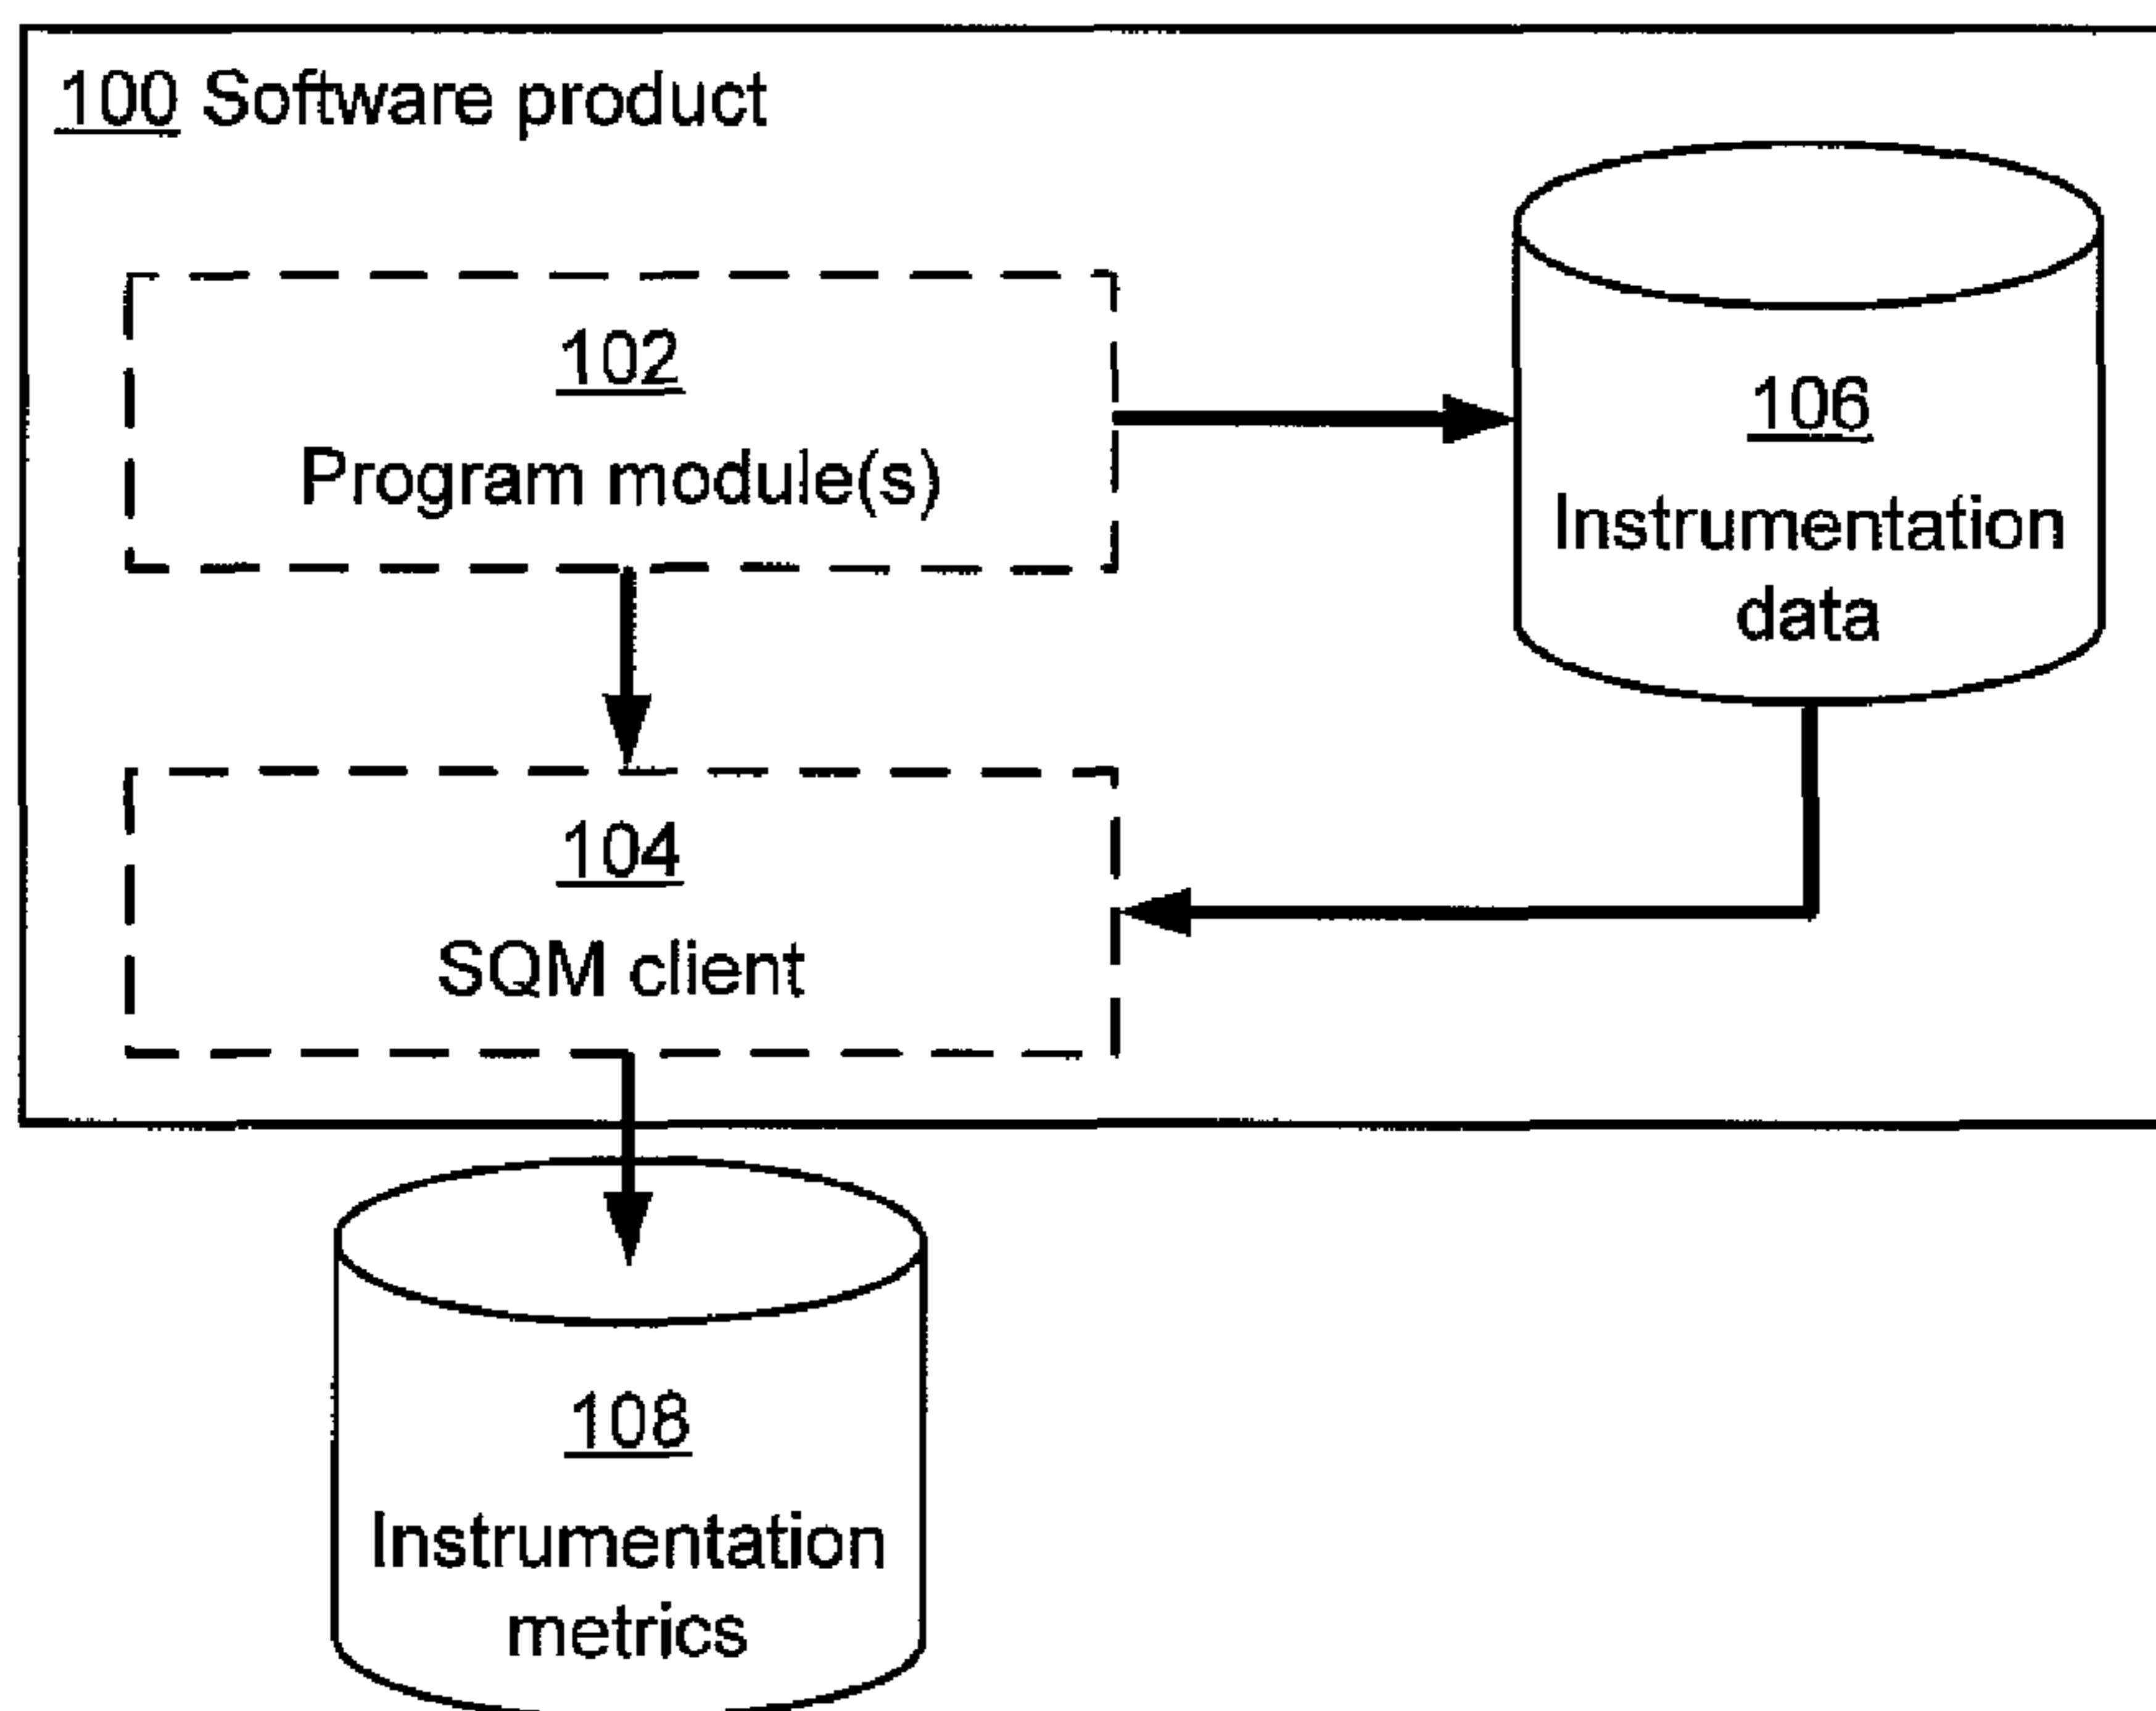 100 Software product
102
Program module(s)
106
Instrumentation
data
104
SQM client
108
Instrumentation
metrics